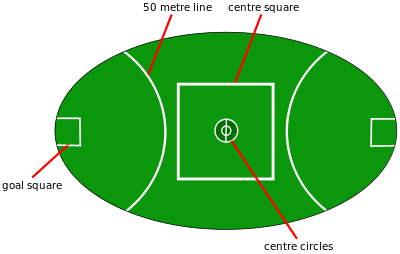 50 metre line
centre square
goal square
centre circles